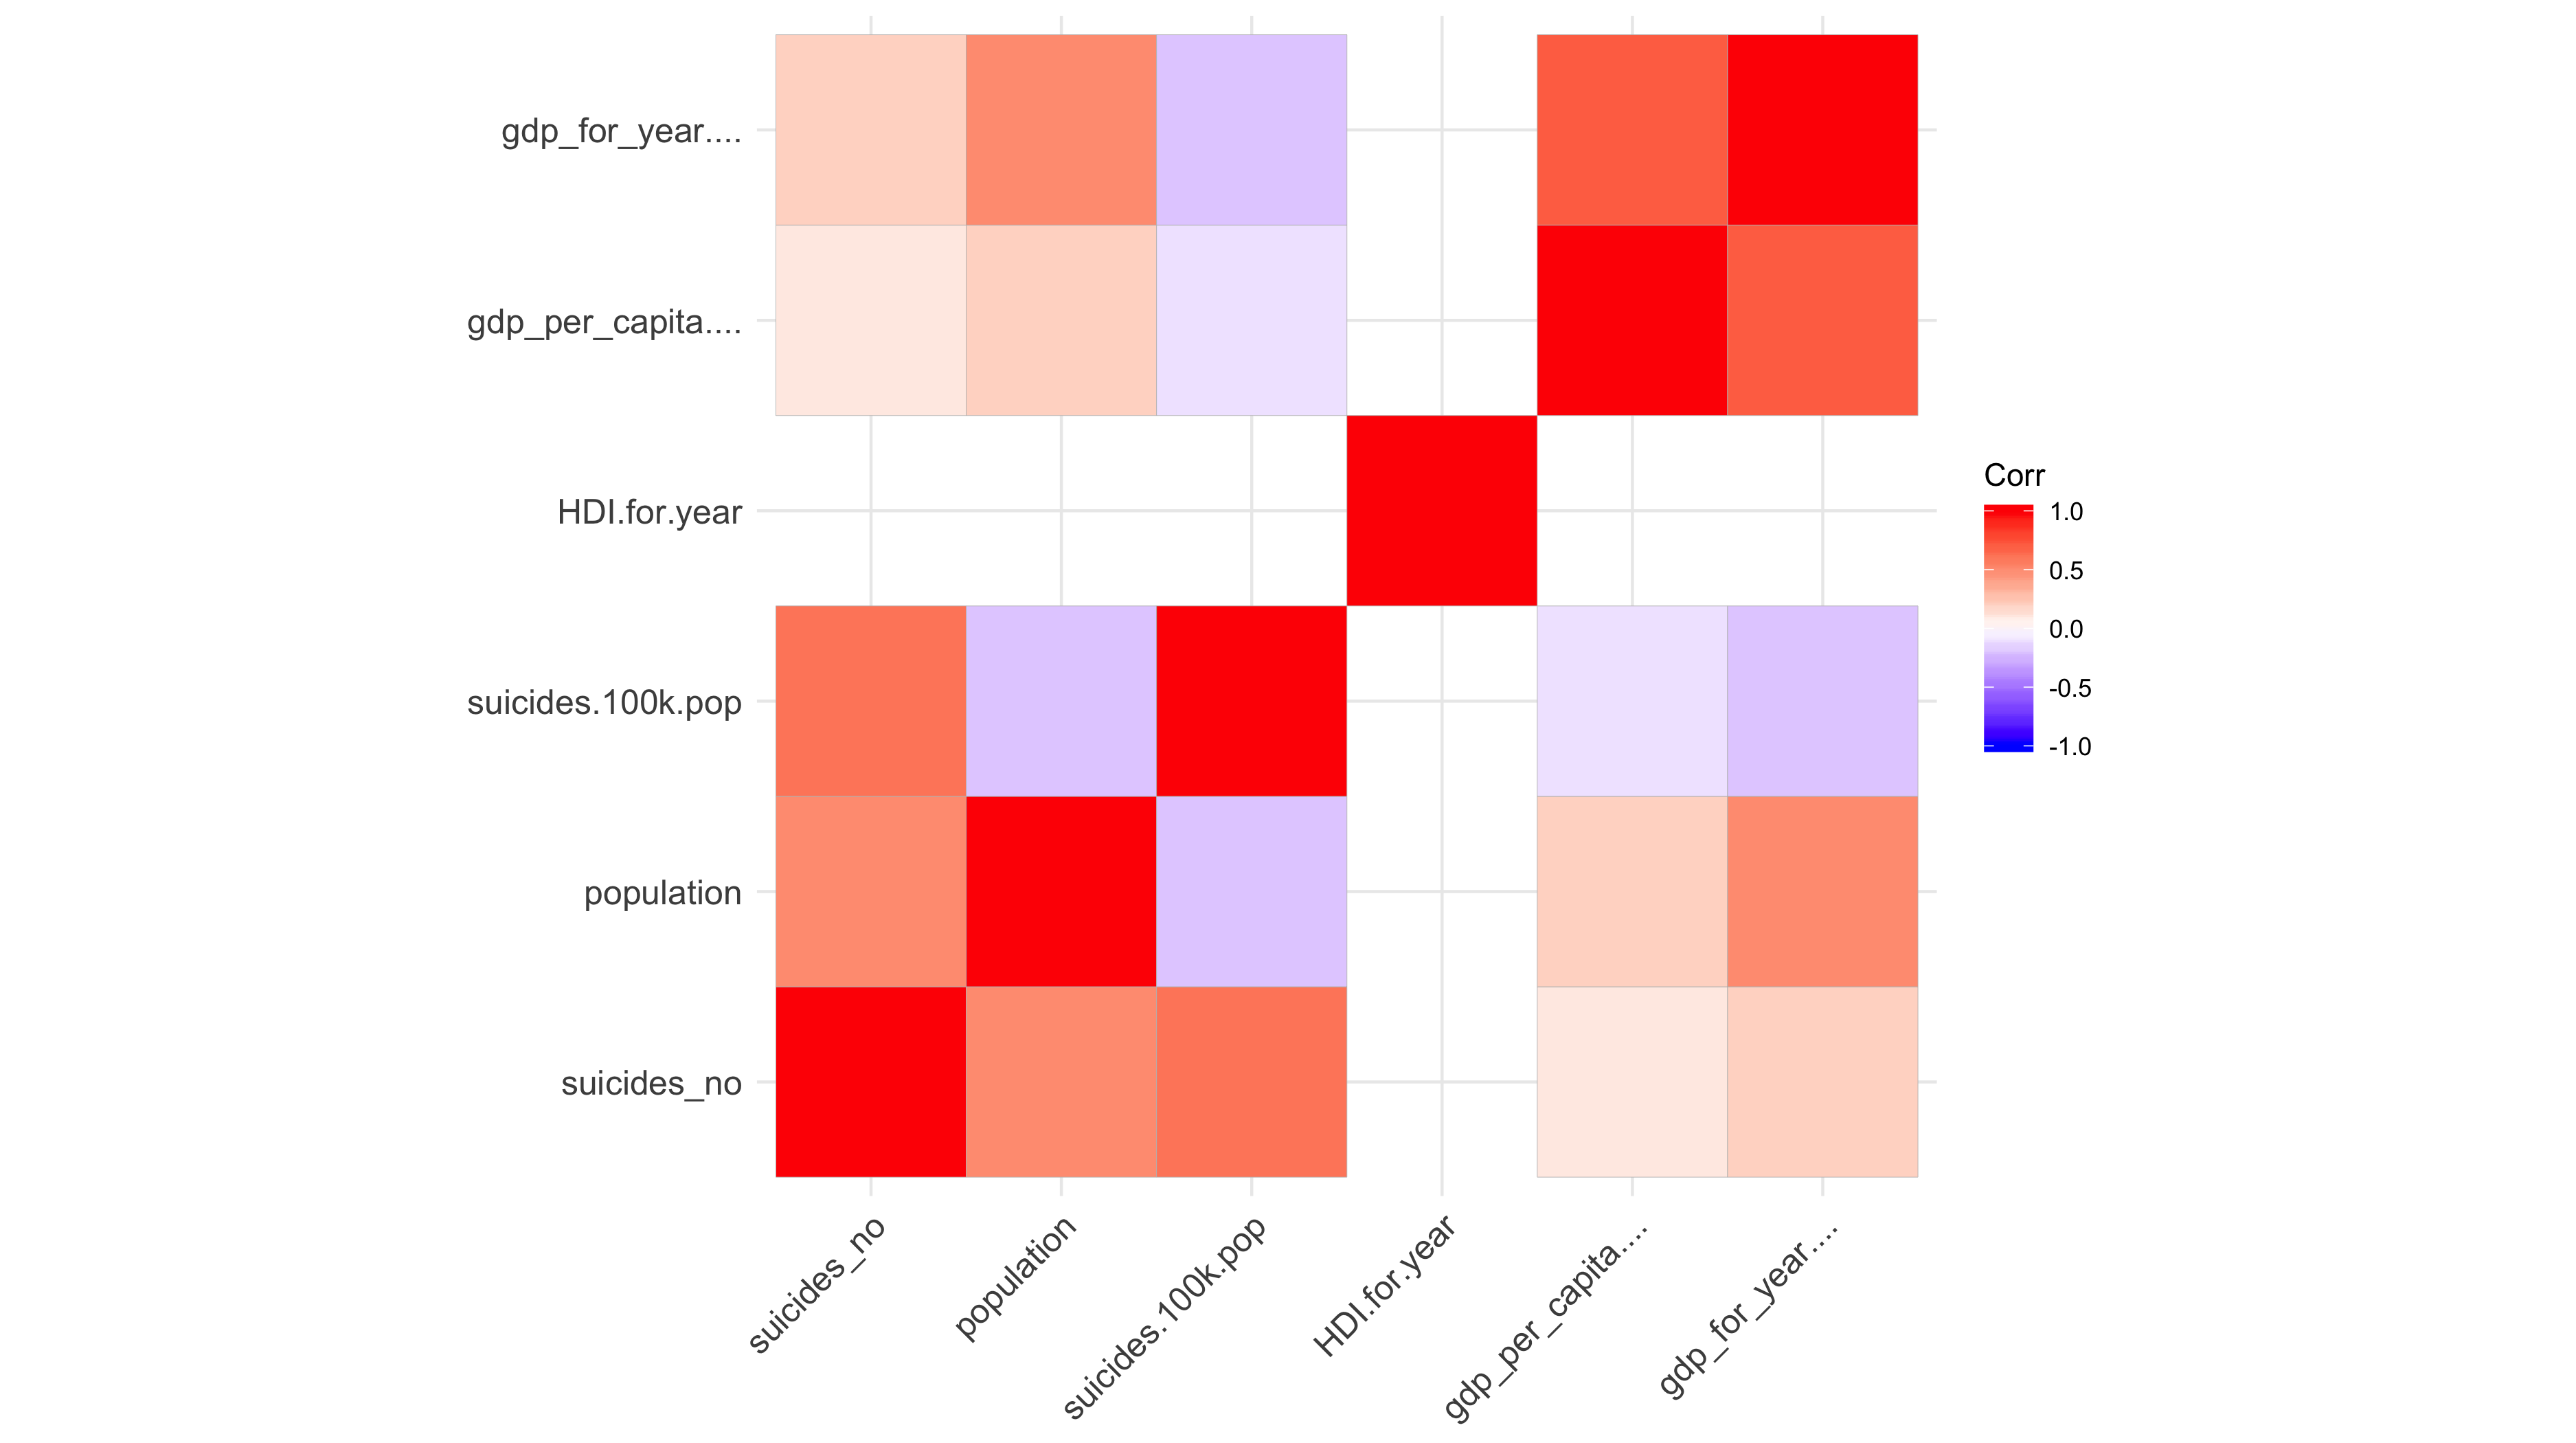 gdp_for_year....
gdp_per_capita....
HDI.for.year
suicides.100k.pop
population
suicides_no
suicides_no
population
suicides.100k.pop
HDI.for.year
gdp_per_capita....
gdp_for_year....
Corr
1.0
0.5
0.0
-0.5
-1.0